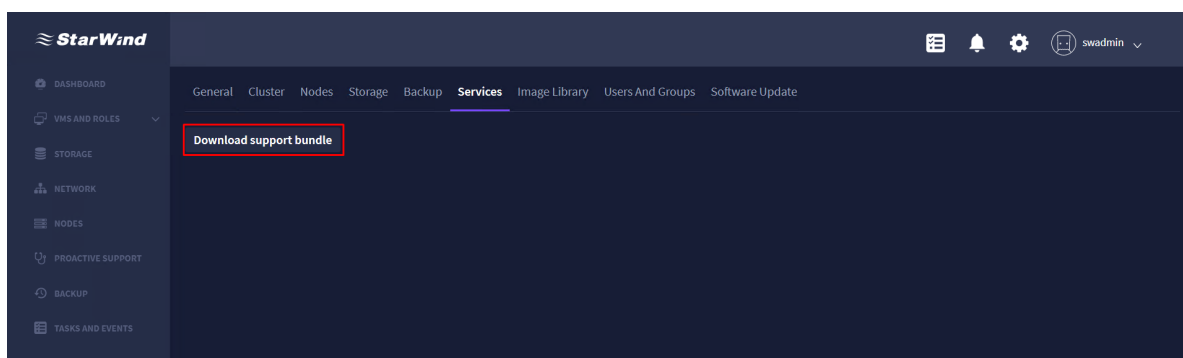 StarWind
swadmin
DASHBOARD
VMS AND ROLES
STORAGE
NETWORK
NODES
PROACTIVE SUPPORT
BACKUP
TASKS AND EVENTS
General Cluster Nodes Storage Backup Services Image Library Users And Groups Software Update
Download support bundle